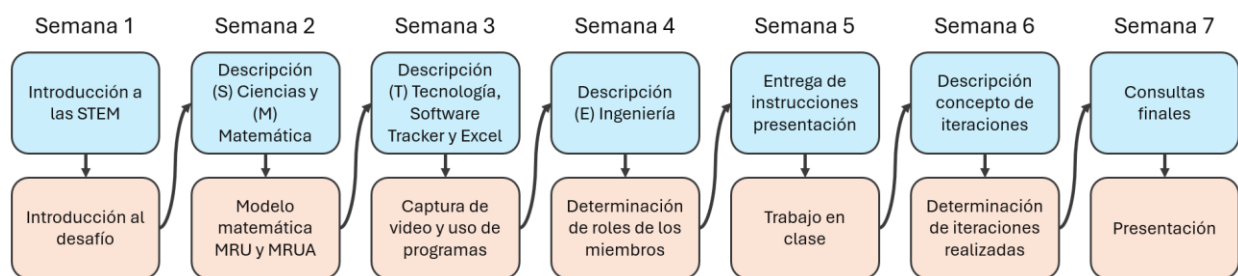 Semana 1
Semana 2
Semana 3
Semana 4
Semana 5
Semana 6
Semana 7
Introducción a
las STEM
Descripción
(S) Ciencias y
(M)
Matemática
Descripción
(T) Tecnología,
Software
Tracker y Excel
Descripción
(E) Ingeniería
Entrega de
instrucciones
presentación
Descripción
concepto de
iteraciones
Consultas
finales
Introducción al
desafío
Modelo
matemática
MRU y MRUA
Captura de
video y uso de
programas
Determinación
de roles de los
miembros
Trabajo en
clase
Determinación
de iteraciones
realizadas
Presentación